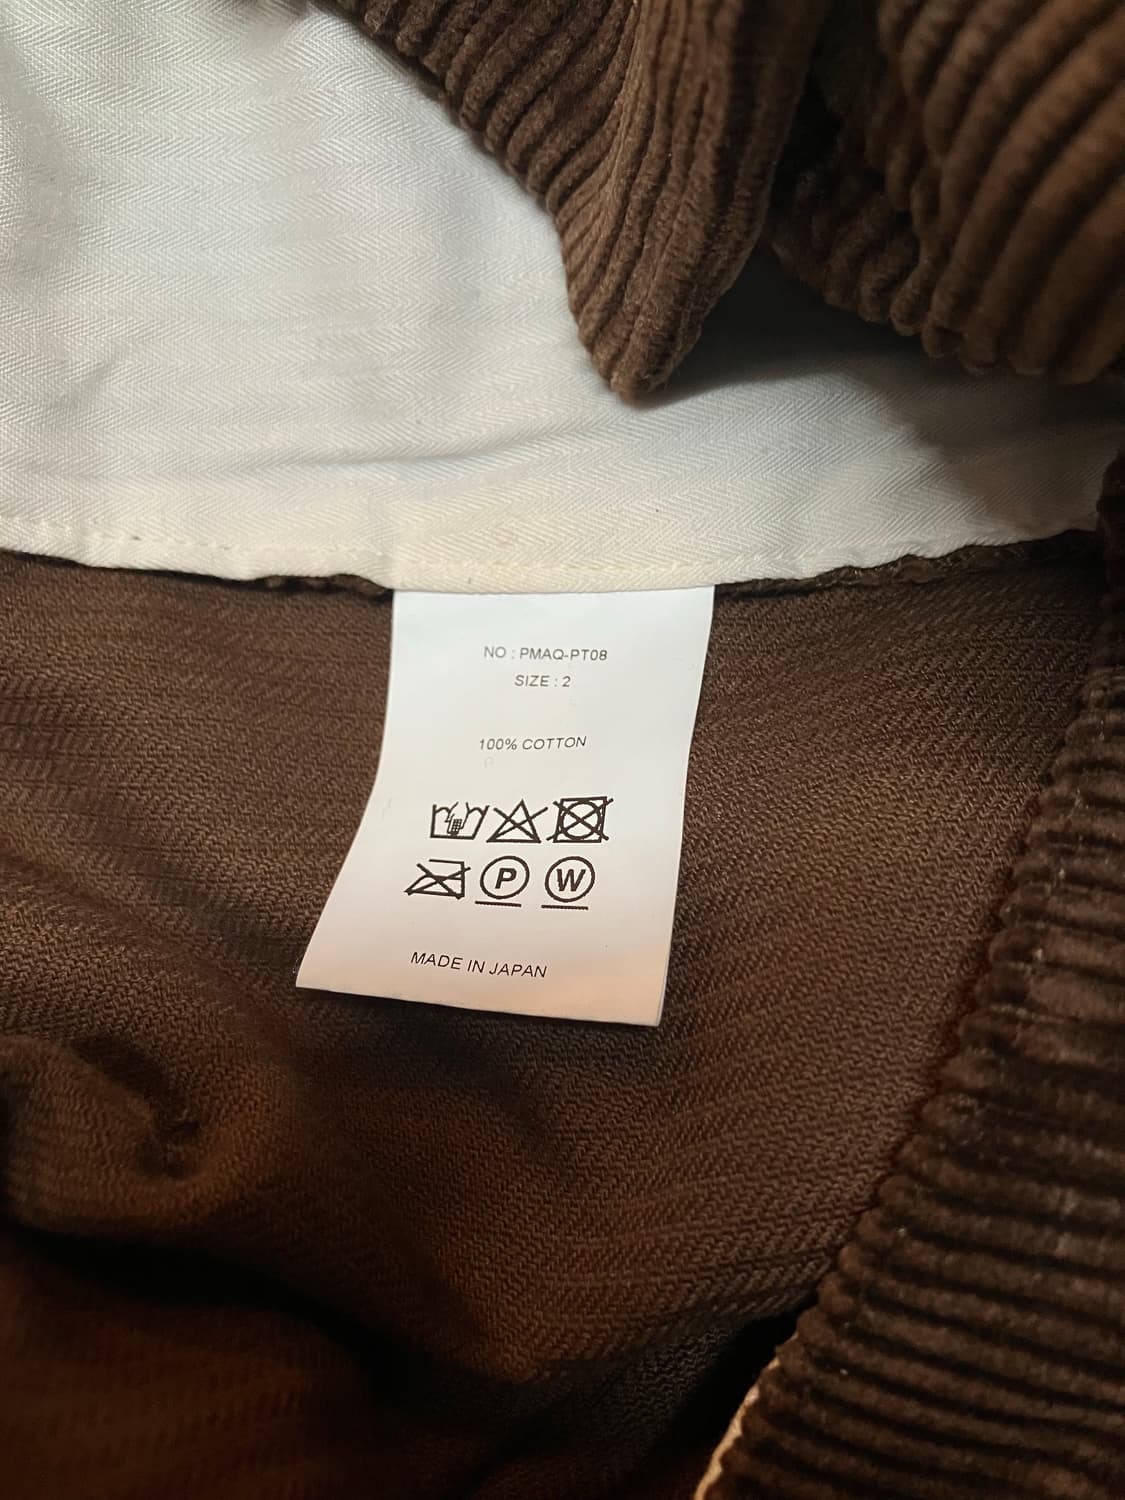 NO : PMAQ-PT08
SIZE : 2
100% COTTON
P W
MADE IN JAPAN